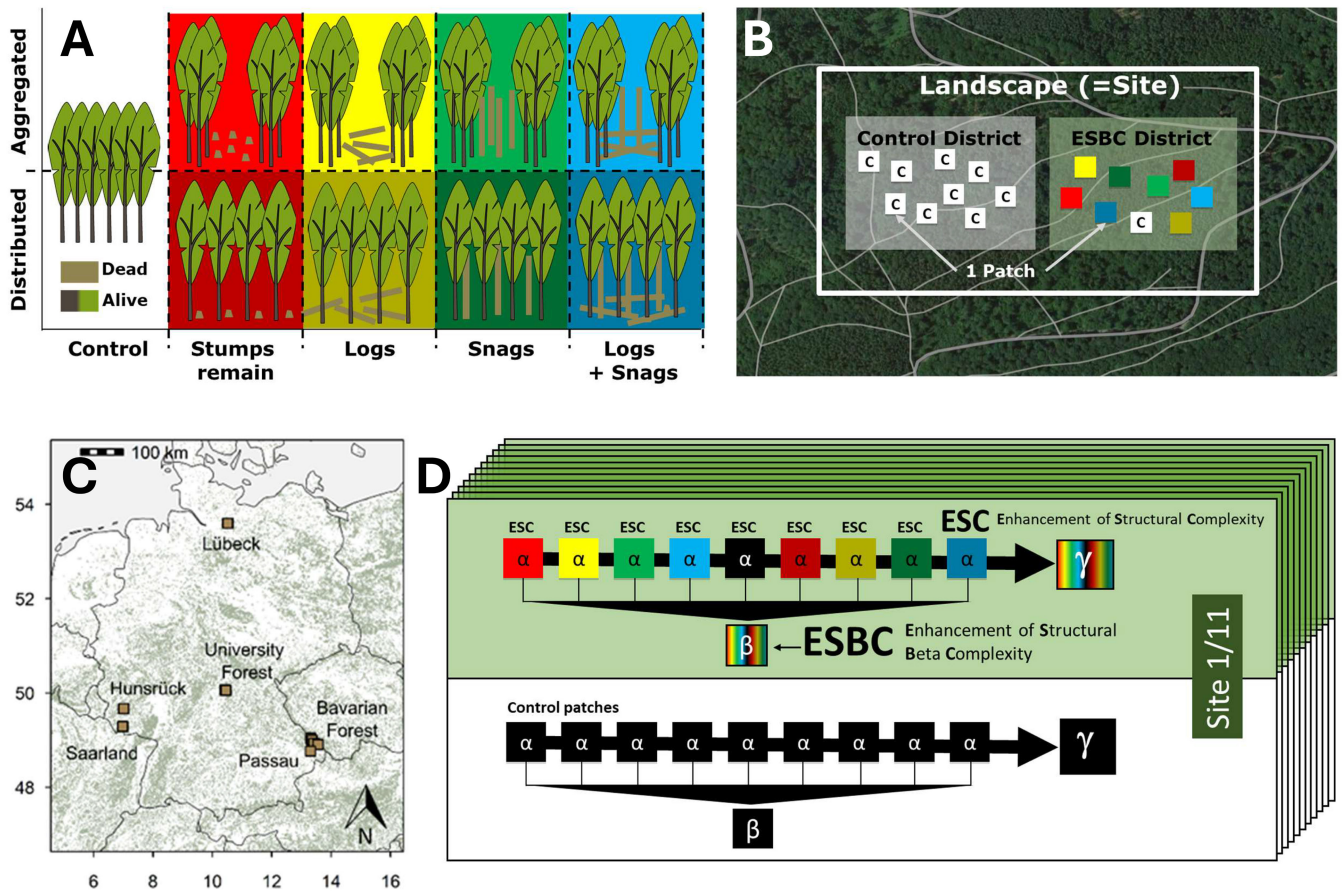 A
Aggregated
Distributed
Dead
Alive
Control
Stumps
remain
Logs
Snags
Logs
+ Snags
B
Landscape (=Site)
Control District
ESBC District
C
C
C
C
C
C
C
C
C
C
1 Patch
C
100 km
54
52
50
48
6
8
10
12
14
16
Lübeck
University
Forest
Hunsrück
Bavarian
Forest
Saarland
Passau
N
D
ESC
ESC
ESC
ESC
ESC
ESC
ESC
ESC
ESC Enhancement of Structural Complexity
α
α
α
α
α
α
α
α
α
γ
β
ESBC Enhancement of Structural
Beta Complexity
Site 1/11
Control patches
α
α
α
α
α
α
α
α
α
γ
β